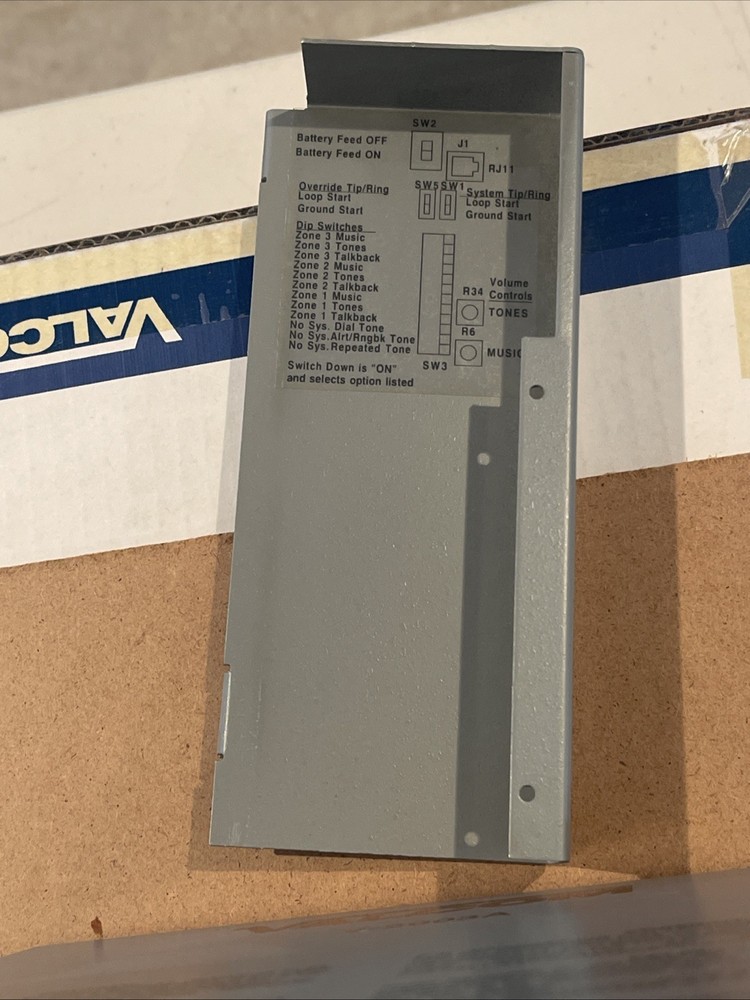 SW2
Battery Feed OFF
Battery Feed ON
J1
RJ11
Override Tip/Ring
Loop Start
Ground Start
SW5 SW1
System Tip/Ring
Loop Start
Ground Start
Dip Switches
Zone 3 Music
Zone 3 Tones
Zone 3 Talkback
Zone 2 Music
Zone 2 Tones
Zone 2 Talkback
Zone 1 Music
Zone 1 Tones
Zone 1 Talkback
No Sys. Dial Tone
No Sys.Alrt/Rngbk Tone
No Sys.Repeated Tone
SW3
Volume
Controls
R34
TONES
R6
MUSIC
Switch Down is "ON"
and selects option listed
VALCO